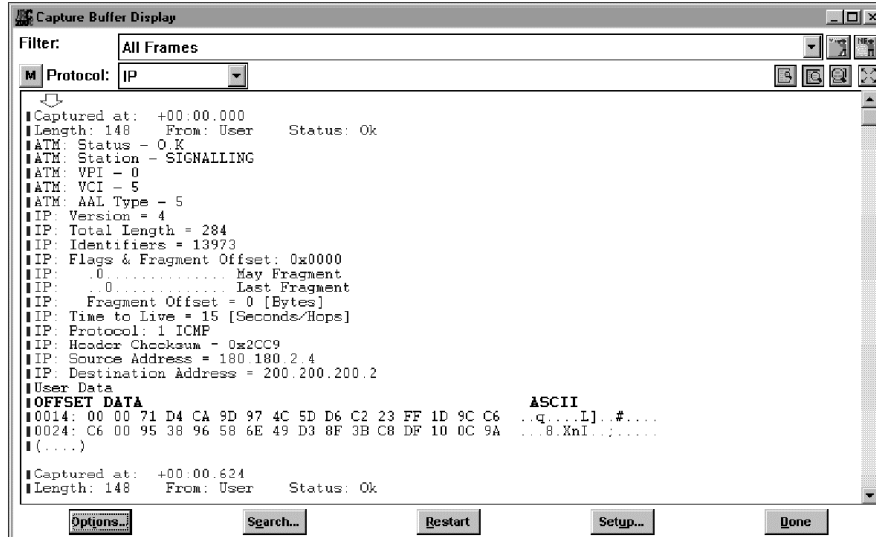 Capture Buffer Display
Filter: All Frames
M Protocol: IP
Captured at: +00:00.000
Length: 148 From: User Status: Ok
ATM: Status - O.K
ATM: Station - SIGNALLING
ATM: VPI - 0
ATM: VCI - 5
ATM: AAL Type - 5
IP: Version = 4
IP: Total Length = 284
IP: Identifiers = 13973
IP: Flags & Fragment Offset: 0x0000
IP: .0.............. May Fragment
IP: ..0............. Last Fragment
IP: Fragment Offset = 0 [Bytes]
IP: Time to Live = 15 [Seconds/Hops]
IP: Protocol: 1 ICMP
IP: Header Checksum = 0x2CC9
IP: Source Address = 180.180.2.4
IP: Destination Address = 200.200.200.2
User Data
OFFSET DATA ASCII
0014: 00 00 71 D4 CA 9D 97 4C 5D D6 C2 23 FF 1D 9C C6 ..q....L]..#....
0024: C6 00 95 38 96 58 6E 49 D3 8F 3B C8 DF 10 0C 9A ...8.XnI..;.....
(....)
Captured at: +00:00.624
Length: 148 From: User Status: Ok
Options... Search... Restart Setup... Done